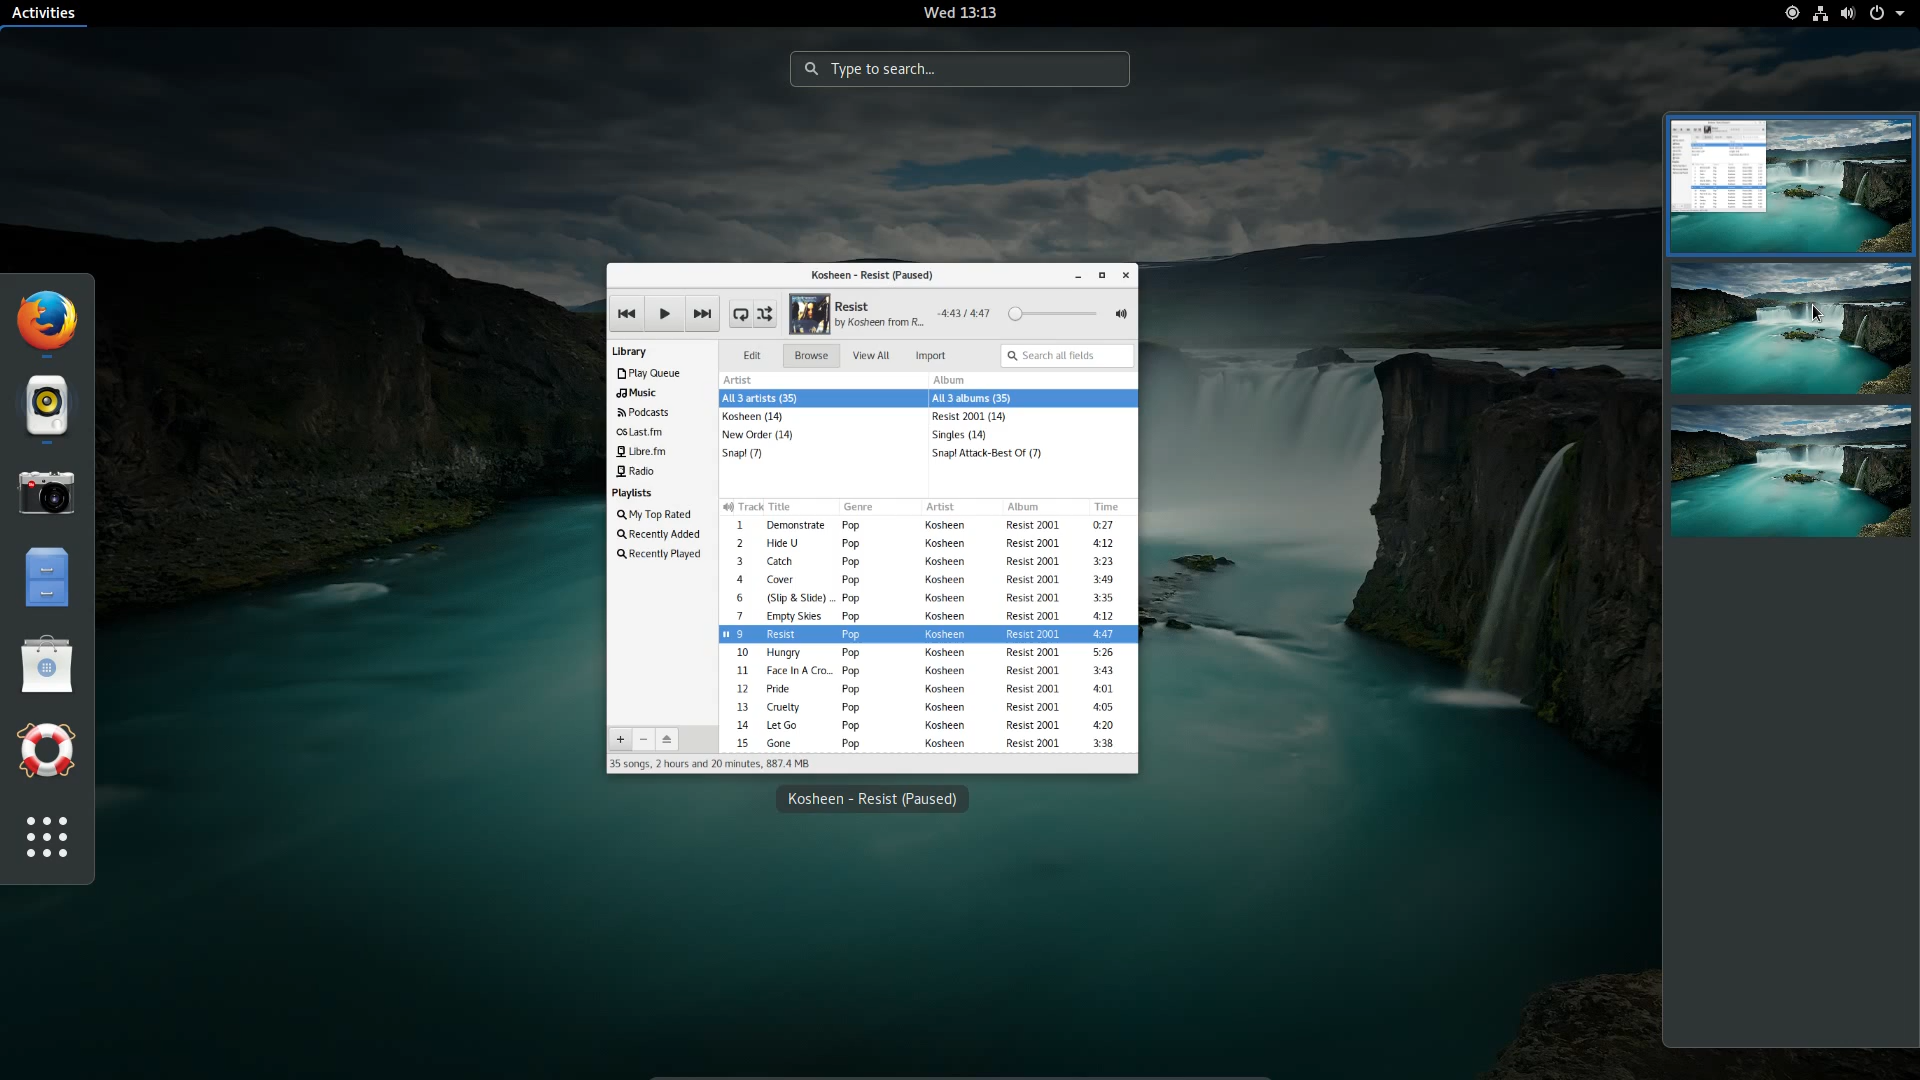 Activities
Wed 13:13
Type to search...
Kosheen - Resist (Paused)
Resist
by Kosheen from R...
-4:43 / 4:47
Library
Play Queue
Music
Podcasts
Last.fm
Libre.fm
Radio
Playlists
My Top Rated
Recently Added
Recently Played
Edit Browse View All Import Search all fields
Artist Album
All 3 artists (35) All 3 albums (35)
Kosheen (14) Resist 2001 (14)
New Order (14) Singles (14)
Snap! (7) Snap! Attack-Best Of (7)
Track Title Genre Artist Album Time
1 Demonstrate Pop Kosheen Resist 2001 0:27
2 Hide U Pop Kosheen Resist 2001 4:12
3 Catch Pop Kosheen Resist 2001 3:23
4 Cover Pop Kosheen Resist 2001 3:49
6 (Slip & Slide) ... Pop Kosheen Resist 2001 3:35
7 Empty Skies Pop Kosheen Resist 2001 4:12
9 Resist Pop Kosheen Resist 2001 4:47
10 Hungry Pop Kosheen Resist 2001 5:26
11 Face In A Cro... Pop Kosheen Resist 2001 3:43
12 Pride Pop Kosheen Resist 2001 4:01
13 Cruelty Pop Kosheen Resist 2001 4:05
14 Let Go Pop Kosheen Resist 2001 4:20
15 Gone Pop Kosheen Resist 2001 3:38
35 songs, 2 hours and 20 minutes, 887.4 MB
Kosheen - Resist (Paused)